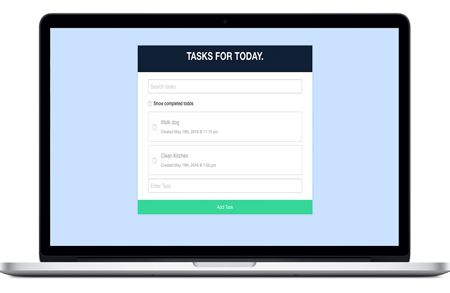 TASKS FOR TODAY.
Search tasks
Show completed todos
Walk dog
Created May 19th, 2016 @ 11:15 am
Clean Kitchen
Created May 19th, 2016 @ 1:00 pm
Enter Task
Add Task